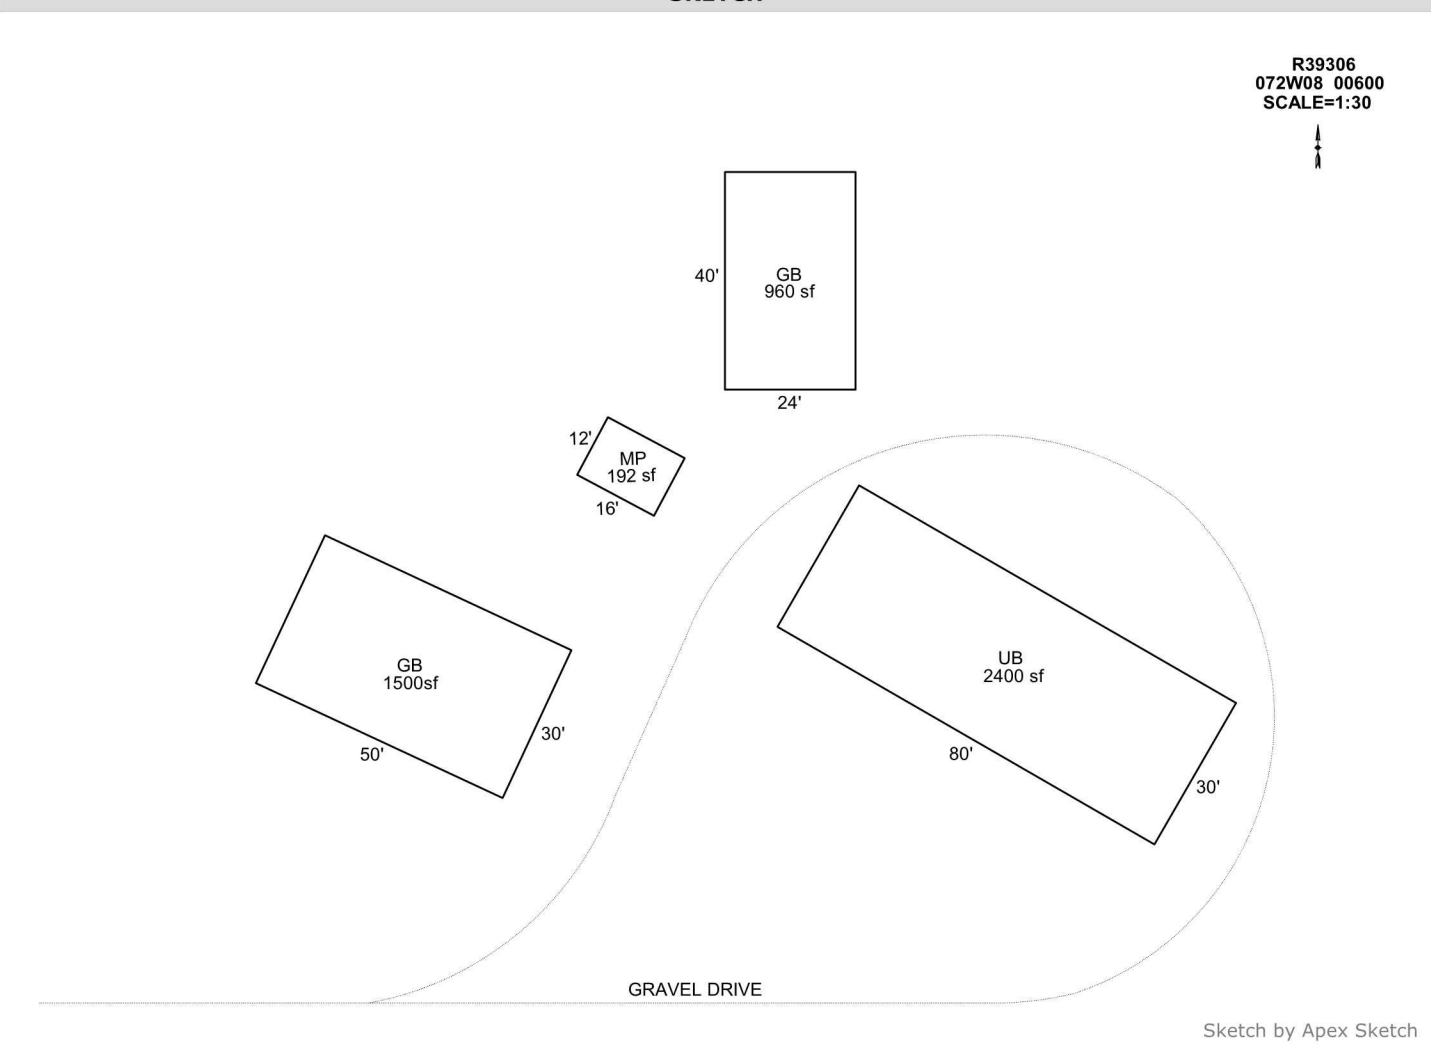 R39306
072W08 00600
SCALE=1:30
40'
GB
960 sf
24'
12'
MP
192 sf
16'
GB
1500sf
50'
30'
UB
2400 sf
80'
30'
GRAVEL DRIVE
Sketch by Apex Sketch